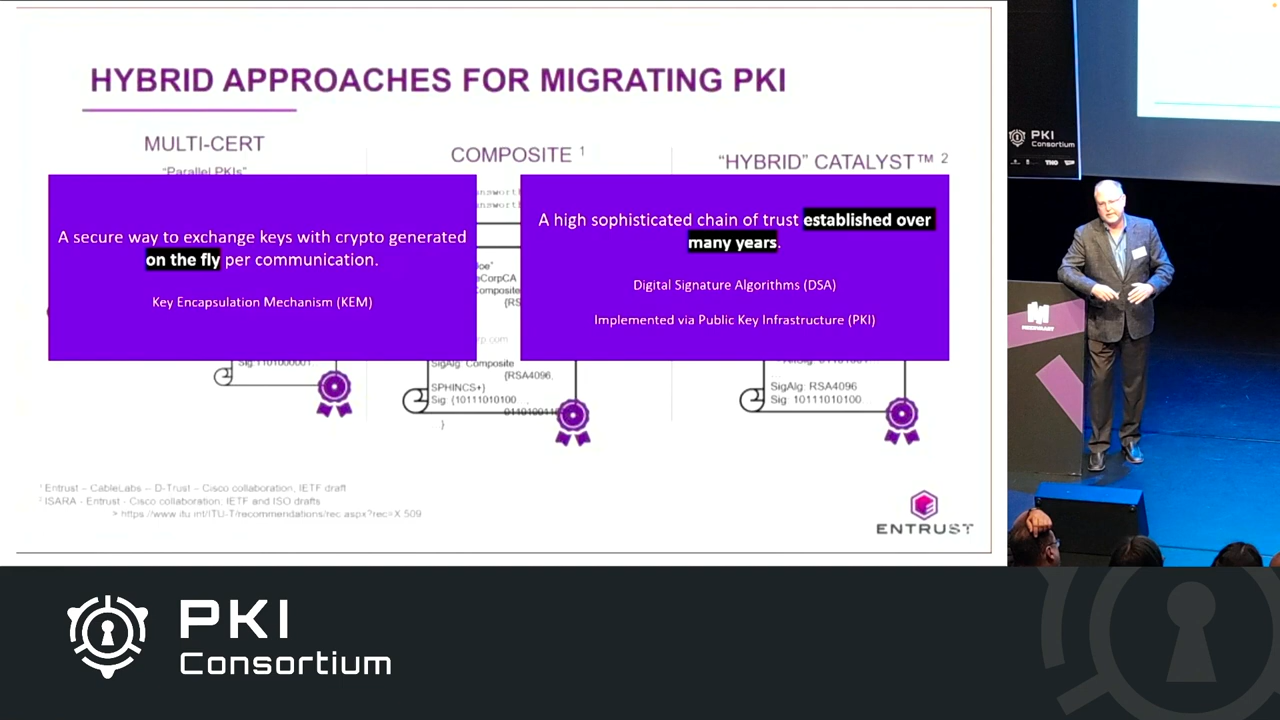 HYBRID APPROACHES FOR MIGRATING PKI
MULTI-CERT
"Parallel PKIs"
COMPOSITE 1
"HYBRID" CATALYST™ 2
A secure way to exchange keys with crypto generated
on the fly per communication.
Key Encapsulation Mechanism (KEM)
A high sophisticated chain of trust established over
many years.
Digital Signature Algorithms (DSA)
Implemented via Public Key Infrastructure (PKI)
Sig 1101000001
SigAlg Composite
{RSA4096,
SPHINCS+}
Sig {10111010100 ,
}
SigAlg: RSA4096
Sig: 10111010100
1 Entrust – CableLabs – D-Trust – Cisco collaboration, IETF draft
2 ISARA - Entrust - Cisco collaboration, IETF and ISO drafts
> https://www.itu.int/ITU-T/recommendations/rec.aspx?rec=X.509
ENTRUST
PKI
Consortium
PKI
Consortium